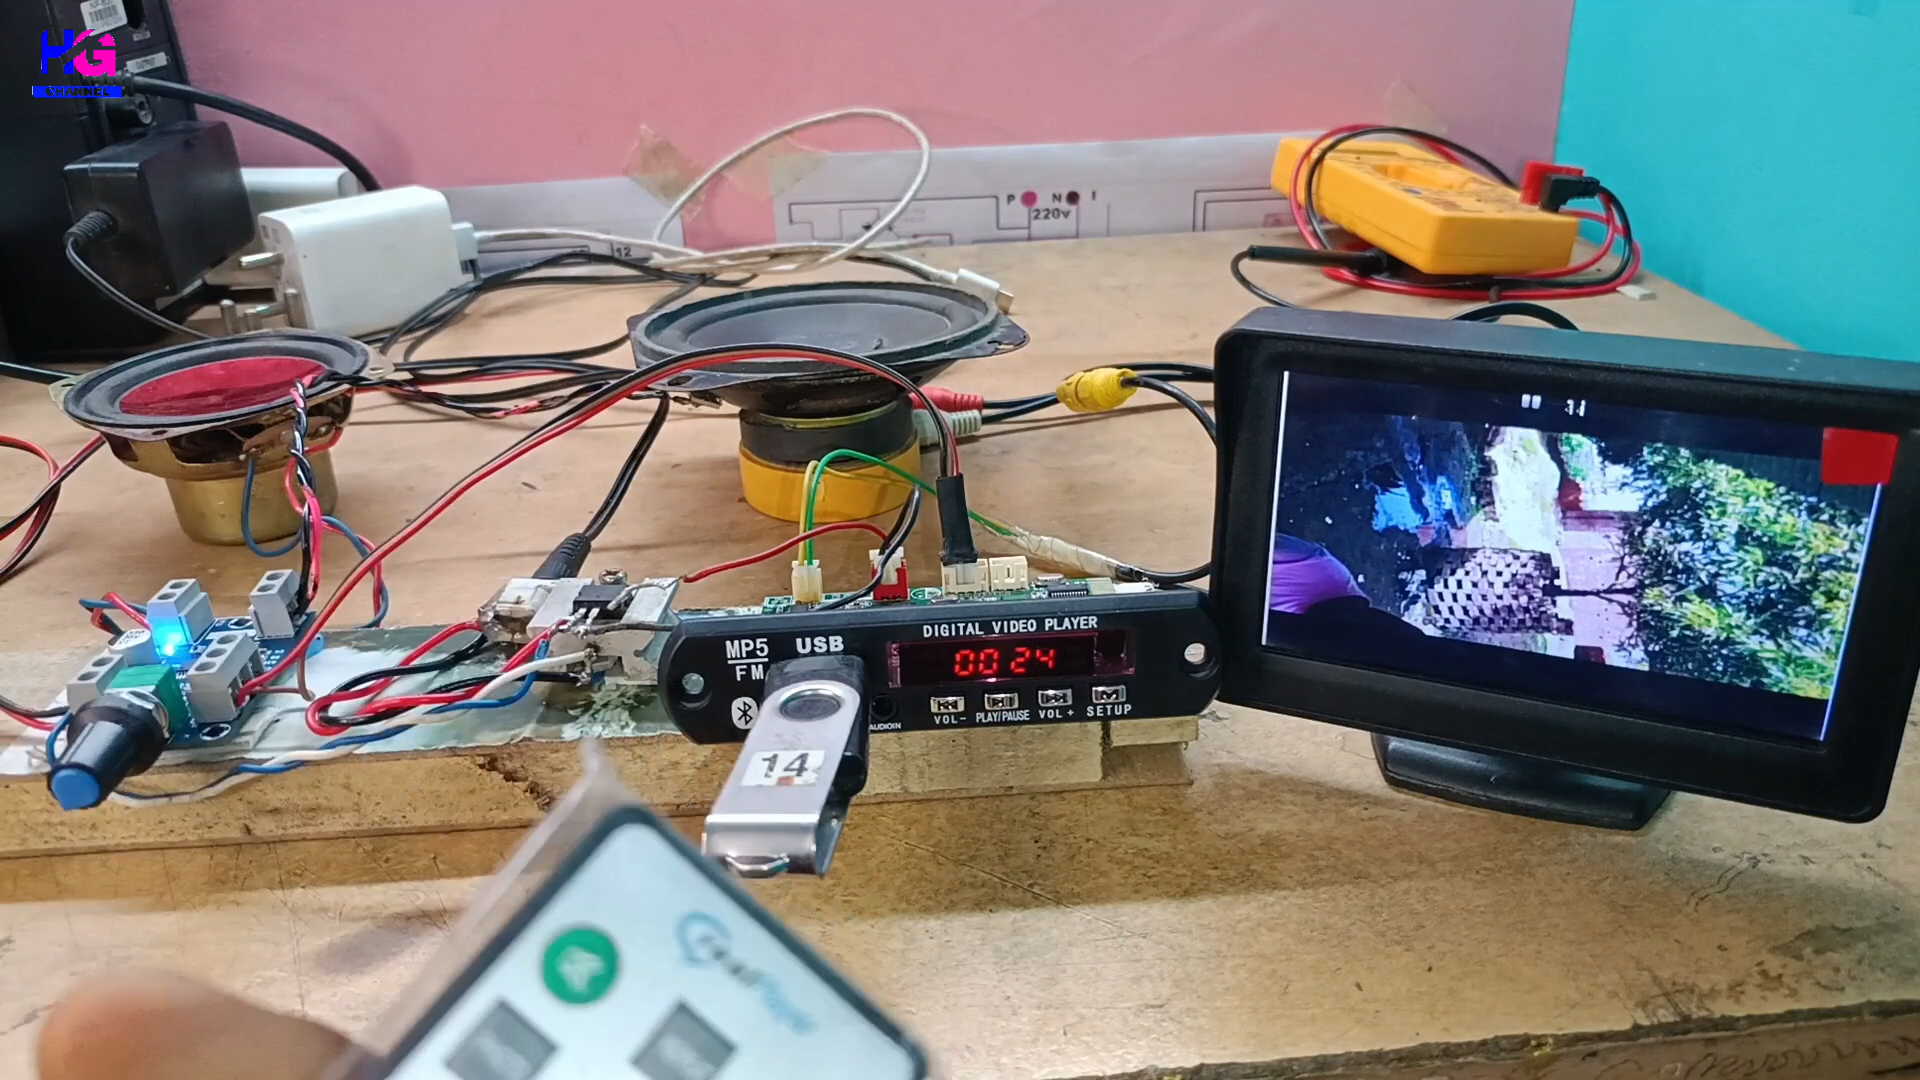 HG
CHANNEL
P N I
220v
12
MP5
FM
USB
DIGITAL VIDEO PLAYER
00 24
VOL-
PLAY/PAUSE
VOL +
SETUP
AUDIOIN
14